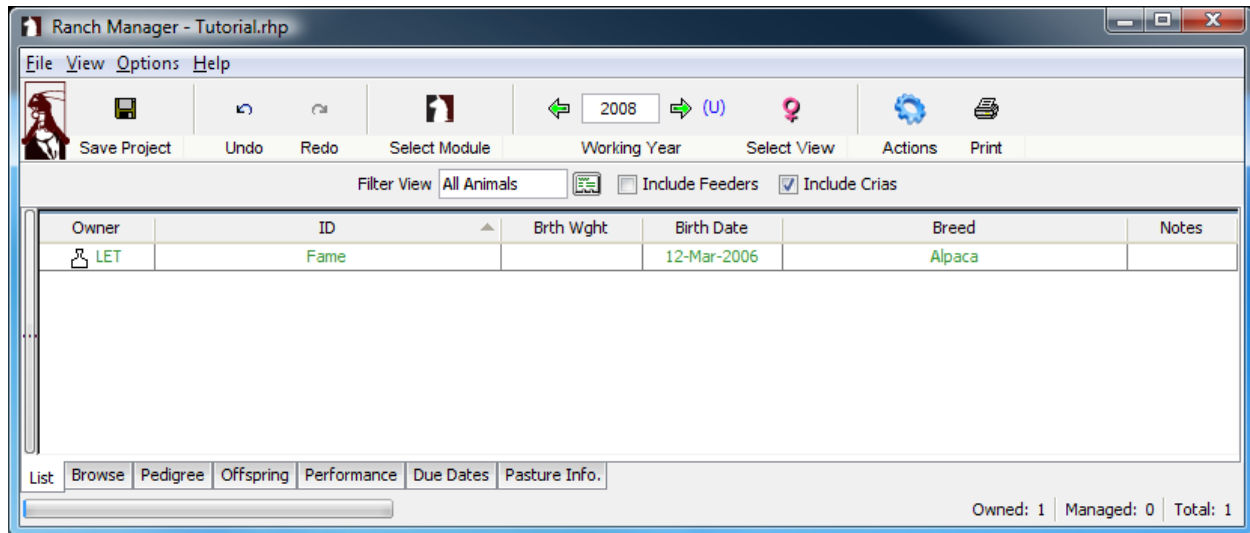 Ranch Manager - Tutorial.rhp
File View Options Help
2008 (U)
Save Project Undo Redo Select Module Working Year Select View Actions Print
Filter View All Animals Include Feeders Include Crias
Owner ID Brth Wght Birth Date Breed Notes
LET Fame 12-Mar-2006 Alpaca
List Browse Pedigree Offspring Performance Due Dates Pasture Info.
Owned: 1 Managed: 0 Total: 1